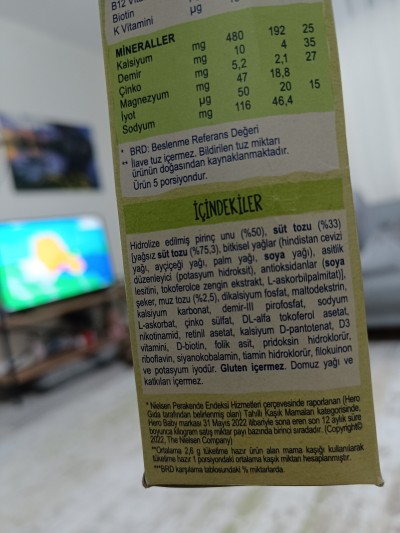 B12 Vita
Biotin µg
K Vitamini
MİNERALLER
Kalsiyum mg 480 192 25
Demir mg 10 4 35
Çinko mg 5,2 2,1 27
Magnezyum mg 47 18,8
İyot µg 50 20 15
Sodyum mg 116 46,4
* BRD: Beslenme Referans Değeri
** İlave tuz içermez. Bildirilen tuz miktarı
ürünün doğasından kaynaklanmaktadır.
Ürün 5 porsiyondur.
İÇİNDEKİLER
Hidrolize edilmiş pirinç unu (%50), süt tozu (%33)
[yağsız süt tozu (%75,3), bitkisel yağlar (hindistan cevizi
yağı, ayçiçeği yağı, palm yağı, soya yağı), asitlik
düzenleyici (potasyum hidroksit), antioksidanlar (soya
lesitini, tokoferolce zengin ekstrakt, L-askorbilpalmitat)],
şeker, muz tozu (%2,5), dikalsiyum fosfat, maltodekstrin,
kalsiyum karbonat, demir-III pirofosfat, sodyum
L-askorbat, çinko sülfat, DL-alfa tokoferol asetat,
nikotinamid, retinil asetat, kalsiyum D-pantotenat, D3
vitamini, D-biotin, folik asit, pridoksin hidroklorür,
riboflavin, siyanokobalamin, tiamin hidroklorür, filokuinon
ve potasyum iyodür. Gluten içermez. Domuz yağı ve
katkıları içermez.
* Nielsen Perakende Endeksi Hizmetleri çerçevesinde raporlanan (Hero
Gıda tarafından belirlenmiş olan) Tahıllı Kaşık Mamaları kategorisinde,
Hero Baby markası 31 Mayıs 2022 itibariyle sona eren son 12 aylık süre
boyunca kilogram satış miktar payı bazında birinci sıradadır. (Copyright©
2022, The Nielsen Company)
**Ortalama 2,6 g tüketime hazır ürün alan mama kaşığı kullanılarak
tüketime hazır 1 porsiyondaki ortalama kaşık miktarı hesaplanmıştır.
***BRD karşılama tablosundaki % miktarlarda.